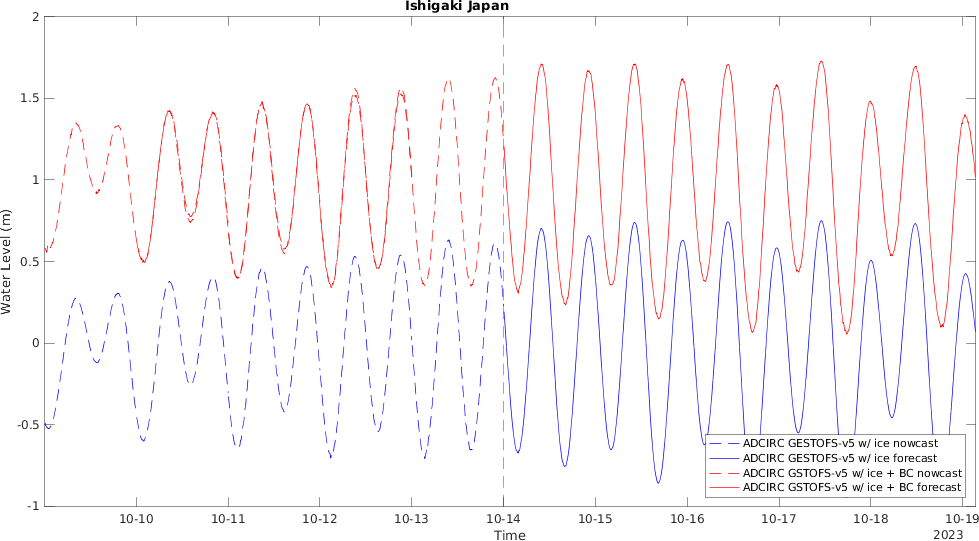 Ishigaki Japan
2
1.5
1
0.5
0
-0.5
-1
Water Level (m)
ADCIRC GESTOFS-v5 w/ ice nowcast
ADCIRC GESTOFS-v5 w/ ice forecast
ADCIRC GSTOFS-v5 w/ ice + BC nowcast
ADCIRC GSTOFS-v5 w/ ice + BC forecast
10-10 10-11 10-12 10-13 10-14 10-15 10-16 10-17 10-18 10-19
Time
2023